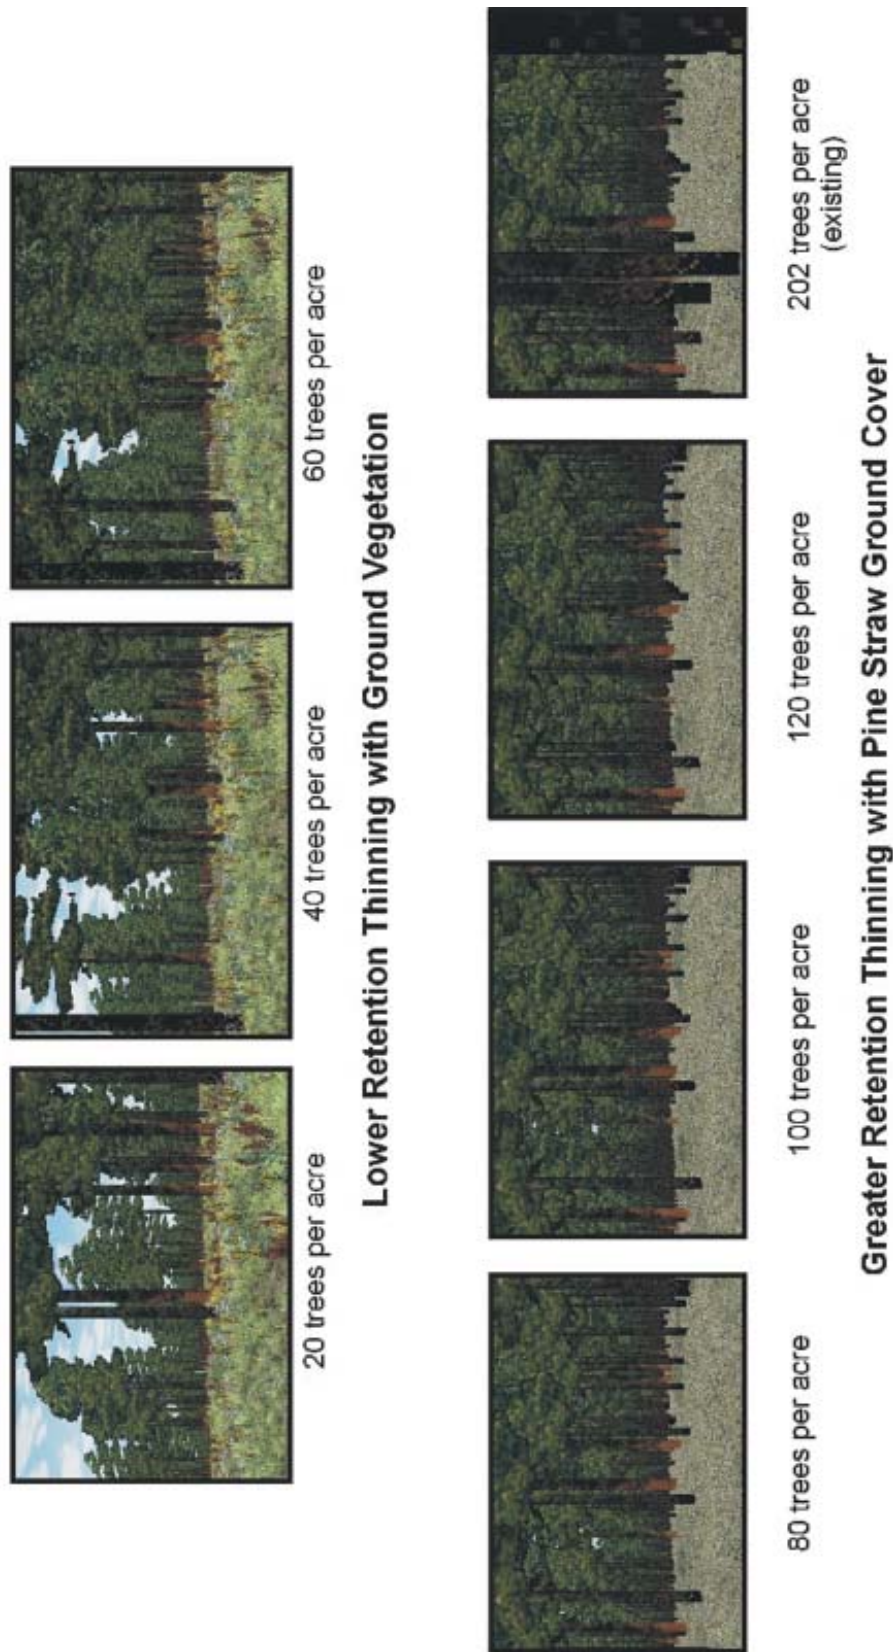 20 trees per acre
40 trees per acre
60 trees per acre
Lower Retention Thinning with Ground Vegetation
80 trees per acre
100 trees per acre
120 trees per acre
202 trees per acre
(existing)
Greater Retention Thinning with Pine Straw Ground Cover